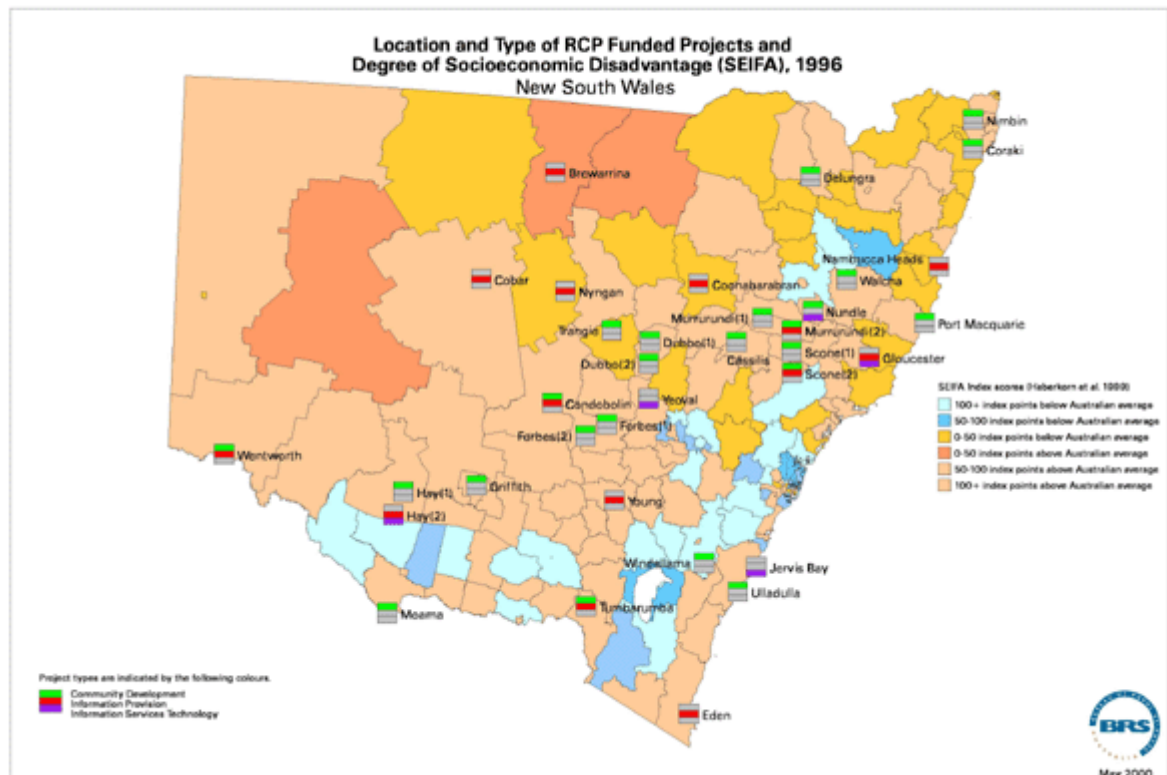 Location and Type of RCP Funded Projects and
Degree of Socioeconomic Disadvantage (SEIFA), 1996
New South Wales
Nimbin
Coraki
Brewarrina
Delungra
Nambucca Heads
Cobar
Nyngan
Coonabarabran
Walcha
Nundle
Murrurundi(1)
Port Macquarie
Trangie
Murrurundi(2)
Dubbo(1)
Cassilis
Scone(1)
Gloucester
Dubbo(2)
Scone(2)
SEIFA Index scores (Haberkorn et al. 1999)
100+ index points below Australian average
50-100 index points below Australian average
0-50 index points below Australian average
0-50 index points above Australian average
50-100 index points above Australian average
100+ index points above Australian average
Condobolin
Yeoval
Forbes(1)
Forbes(2)
Wentworth
Griffith
Hay(1)
Young
Hay(2)
Windellama
Jervis Bay
Ulladulla
Moama
Tumbarumba
Project types are indicated by the following colours.
Community Development
Information Provision
Information Services Technology
Eden
BRS
May 2000